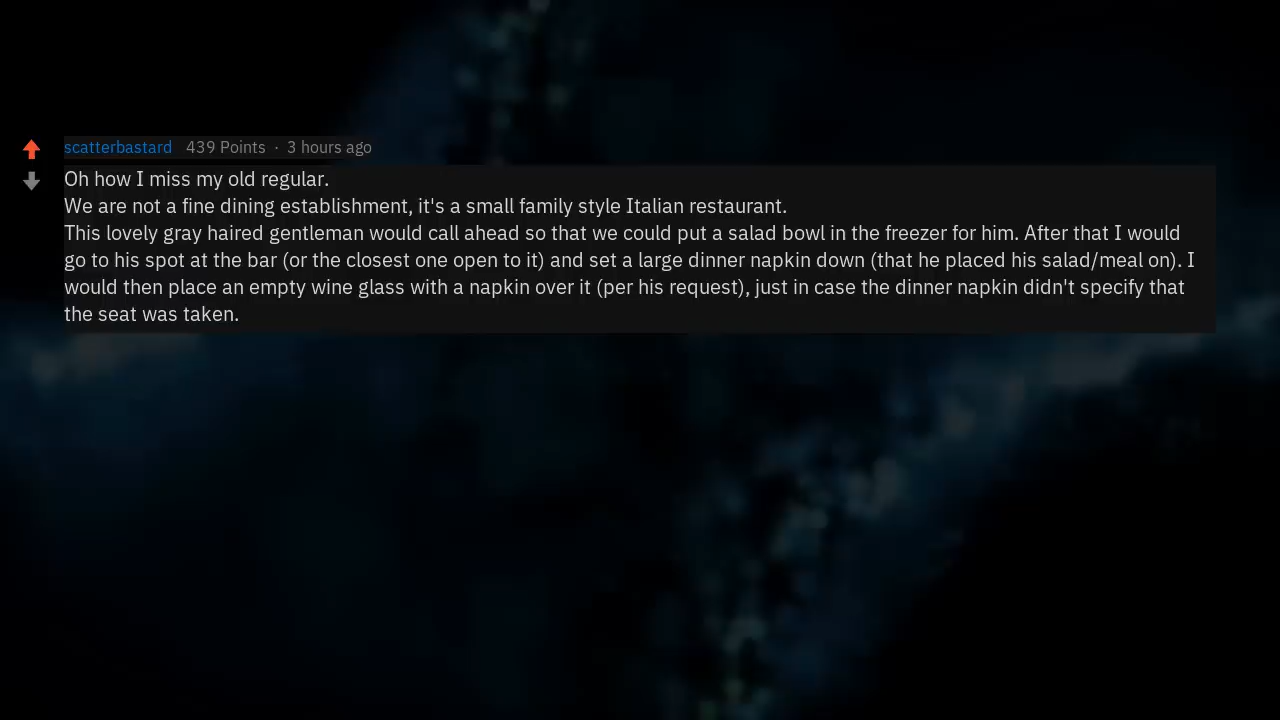 scatterbastard 439 Points · 3 hours ago
Oh how I miss my old regular.
We are not a fine dining establishment, it's a small family style Italian restaurant.
This lovely gray haired gentleman would call ahead so that we could put a salad bowl in the freezer for him. After that I would
go to his spot at the bar (or the closest one open to it) and set a large dinner napkin down (that he placed his salad/meal on). I
would then place an empty wine glass with a napkin over it (per his request), just in case the dinner napkin didn't specify that
the seat was taken.